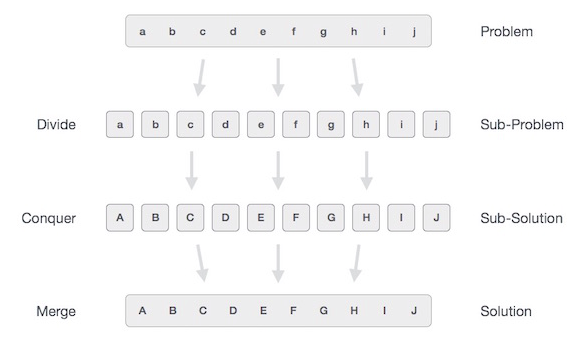 a b c d e f g h i j Problem
Divide a b c d e f g h i j Sub-Problem
Conquer A B C D E F G H I J Sub-Solution
Merge A B C D E F G H I J Solution